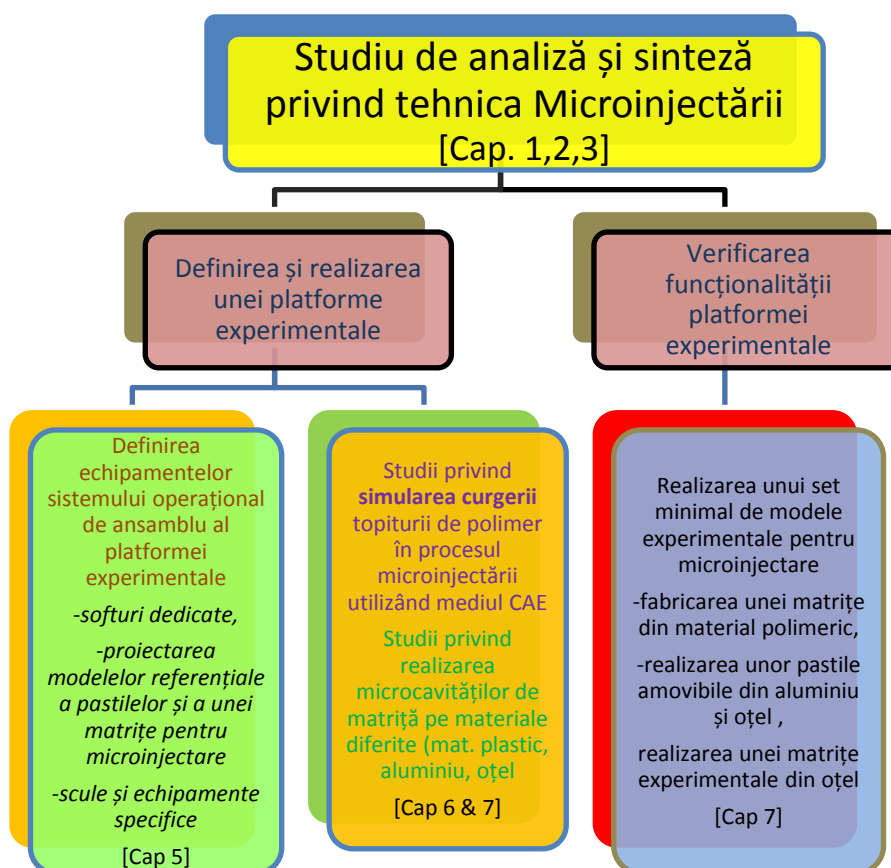 Studiu de analiză și sinteză
privind tehnica Microinjectării
[Cap. 1,2,3]
Definirea și realizarea
unei platforme
experimentale
Verificarea
funcționalității
platformei
experimentale
Definirea
echipamentelor
sistemului operațional
de ansamblu al
platformei
experimentale
-softuri dedicate,
-proiectarea
modelelor referențiale
a pastilelor și a unei
matrițe pentru
microinjectare
-scule și echipamente
specifice
[Cap 5]
Studii privind
simularea curgerii
topiturii de polimer
în procesul
microinjectării
utilizând mediul CAE
Studii privind
realizarea
microcavităților de
matriță pe materiale
diferite (mat. plastic,
aluminiu, oțel
[Cap 6 & 7]
Realizarea unui set
minimal de modele
experimentale pentru
microinjectare
-fabricarea unei matrițe
din material polimeric,
-realizarea unor pastile
amovibile din aluminiu
și oțel ,
realizarea unei matrițe
experimentale din oțel
[Cap 7]